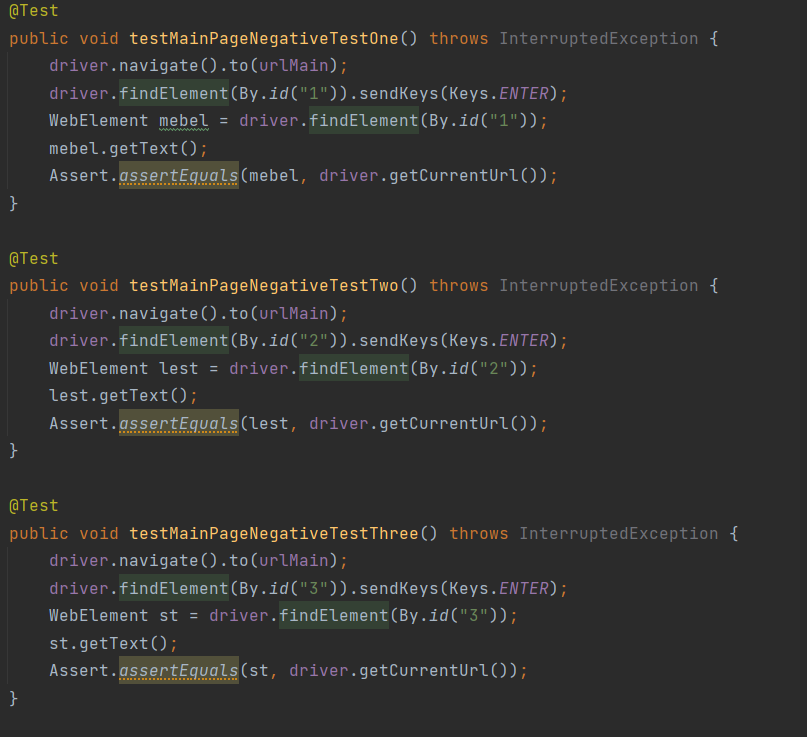 @Test
public void testMainPageNegativeTestOne() throws InterruptedException {
    driver.navigate().to(urlMain);
    driver.findElement(By.id("1")).sendKeys(Keys.ENTER);
    WebElement mebel = driver.findElement(By.id("1"));
    mebel.getText();
    Assert.assertEquals(mebel, driver.getCurrentUrl());
}

@Test
public void testMainPageNegativeTestTwo() throws InterruptedException {
    driver.navigate().to(urlMain);
    driver.findElement(By.id("2")).sendKeys(Keys.ENTER);
    WebElement lest = driver.findElement(By.id("2"));
    lest.getText();
    Assert.assertEquals(lest, driver.getCurrentUrl());
}

@Test
public void testMainPageNegativeTestThree() throws InterruptedException {
    driver.navigate().to(urlMain);
    driver.findElement(By.id("3")).sendKeys(Keys.ENTER);
    WebElement st = driver.findElement(By.id("3"));
    st.getText();
    Assert.assertEquals(st, driver.getCurrentUrl());
}